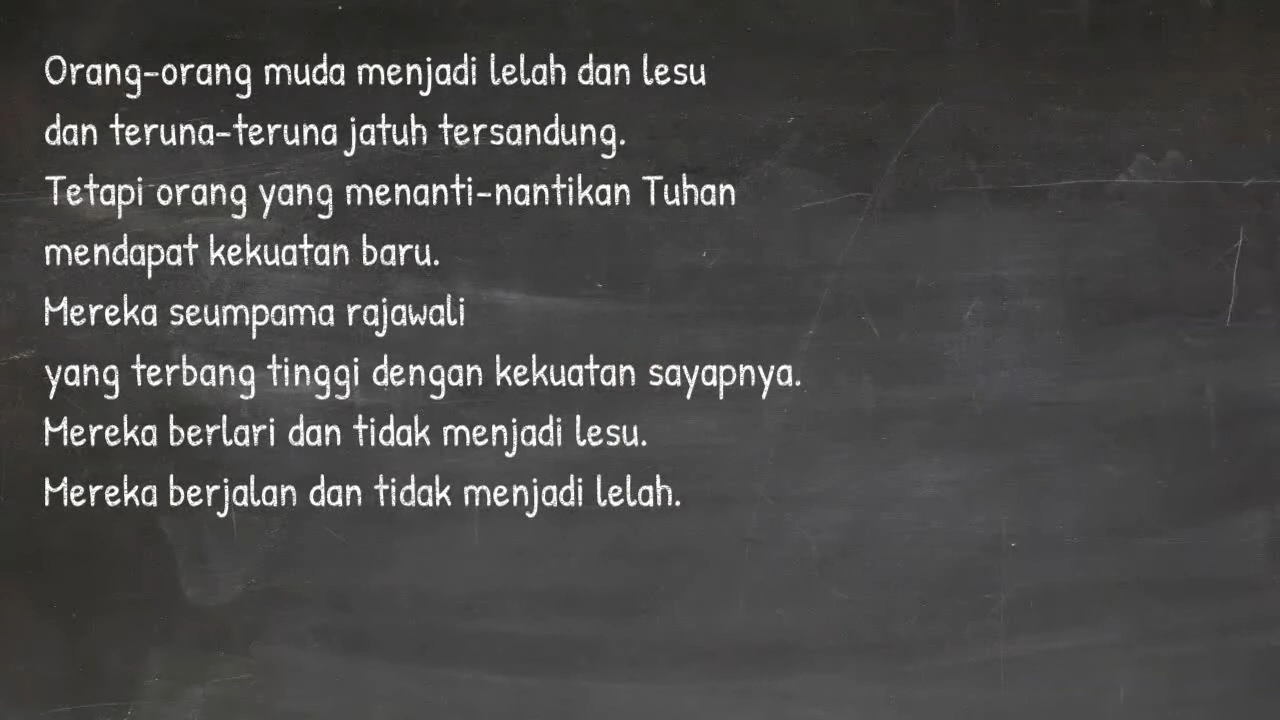 Orang-orang muda menjadi lelah dan lesu
dan teruna-teruna jatuh tersandung.
Tetapi orang yang menanti-nantikan Tuhan
mendapat kekuatan baru.
Mereka seumpama rajawali
yang terbang tinggi dengan kekuatan sayapnya.
Mereka berlari dan tidak menjadi lesu.
Mereka berjalan dan tidak menjadi lelah.